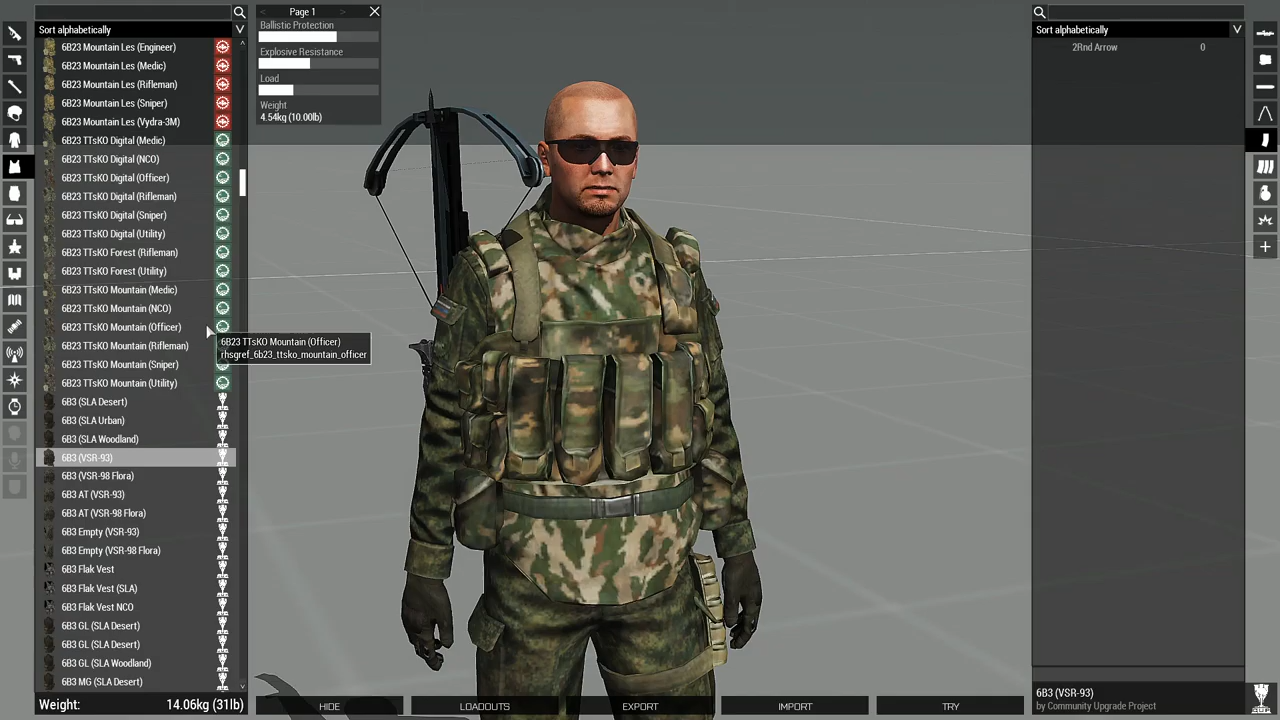 Sort alphabetically
6B23 Mountain Les (Engineer)
6B23 Mountain Les (Medic)
6B23 Mountain Les (Rifleman)
6B23 Mountain Les (Sniper)
6B23 Mountain Les (Vydra-3M)
6B23 TTsKO Digital (Medic)
6B23 TTsKO Digital (NCO)
6B23 TTsKO Digital (Officer)
6B23 TTsKO Digital (Rifleman)
6B23 TTsKO Digital (Sniper)
6B23 TTsKO Digital (Utility)
6B23 TTsKO Forest (Rifleman)
6B23 TTsKO Forest (Utility)
6B23 TTsKO Mountain (Medic)
6B23 TTsKO Mountain (NCO)
6B23 TTsKO Mountain (Officer)
6B23 TTsKO Mountain (Rifleman)
6B23 TTsKO Mountain (Sniper)
6B23 TTsKO Mountain (Utility)
6B3 (SLA Desert)
6B3 (SLA Urban)
6B3 (SLA Woodland)
6B3 (VSR-93)
6B3 (VSR-98 Flora)
6B3 AT (VSR-93)
6B3 AT (VSR-98 Flora)
6B3 Empty (VSR-93)
6B3 Empty (VSR-98 Flora)
6B3 Flak Vest
6B3 Flak Vest (SLA)
6B3 Flak Vest NCO
6B3 GL (SLA Desert)
6B3 GL (SLA Desert)
6B3 GL (SLA Woodland)
6B3 MG (SLA Desert)
Weight: 14.06kg (31lb)
< Page 1 >
Ballistic Protection
Explosive Resistance
Load
Weight
4.54kg (10.00lb)
6B23 TTsKO Mountain (Officer)
rhsgref_6b23_ttsko_mountain_officer
HIDE LOADOUTS EXPORT IMPORT TRY
Sort alphabetically
2Rnd Arrow 0
6B3 (VSR-93)
by Community Upgrade Project